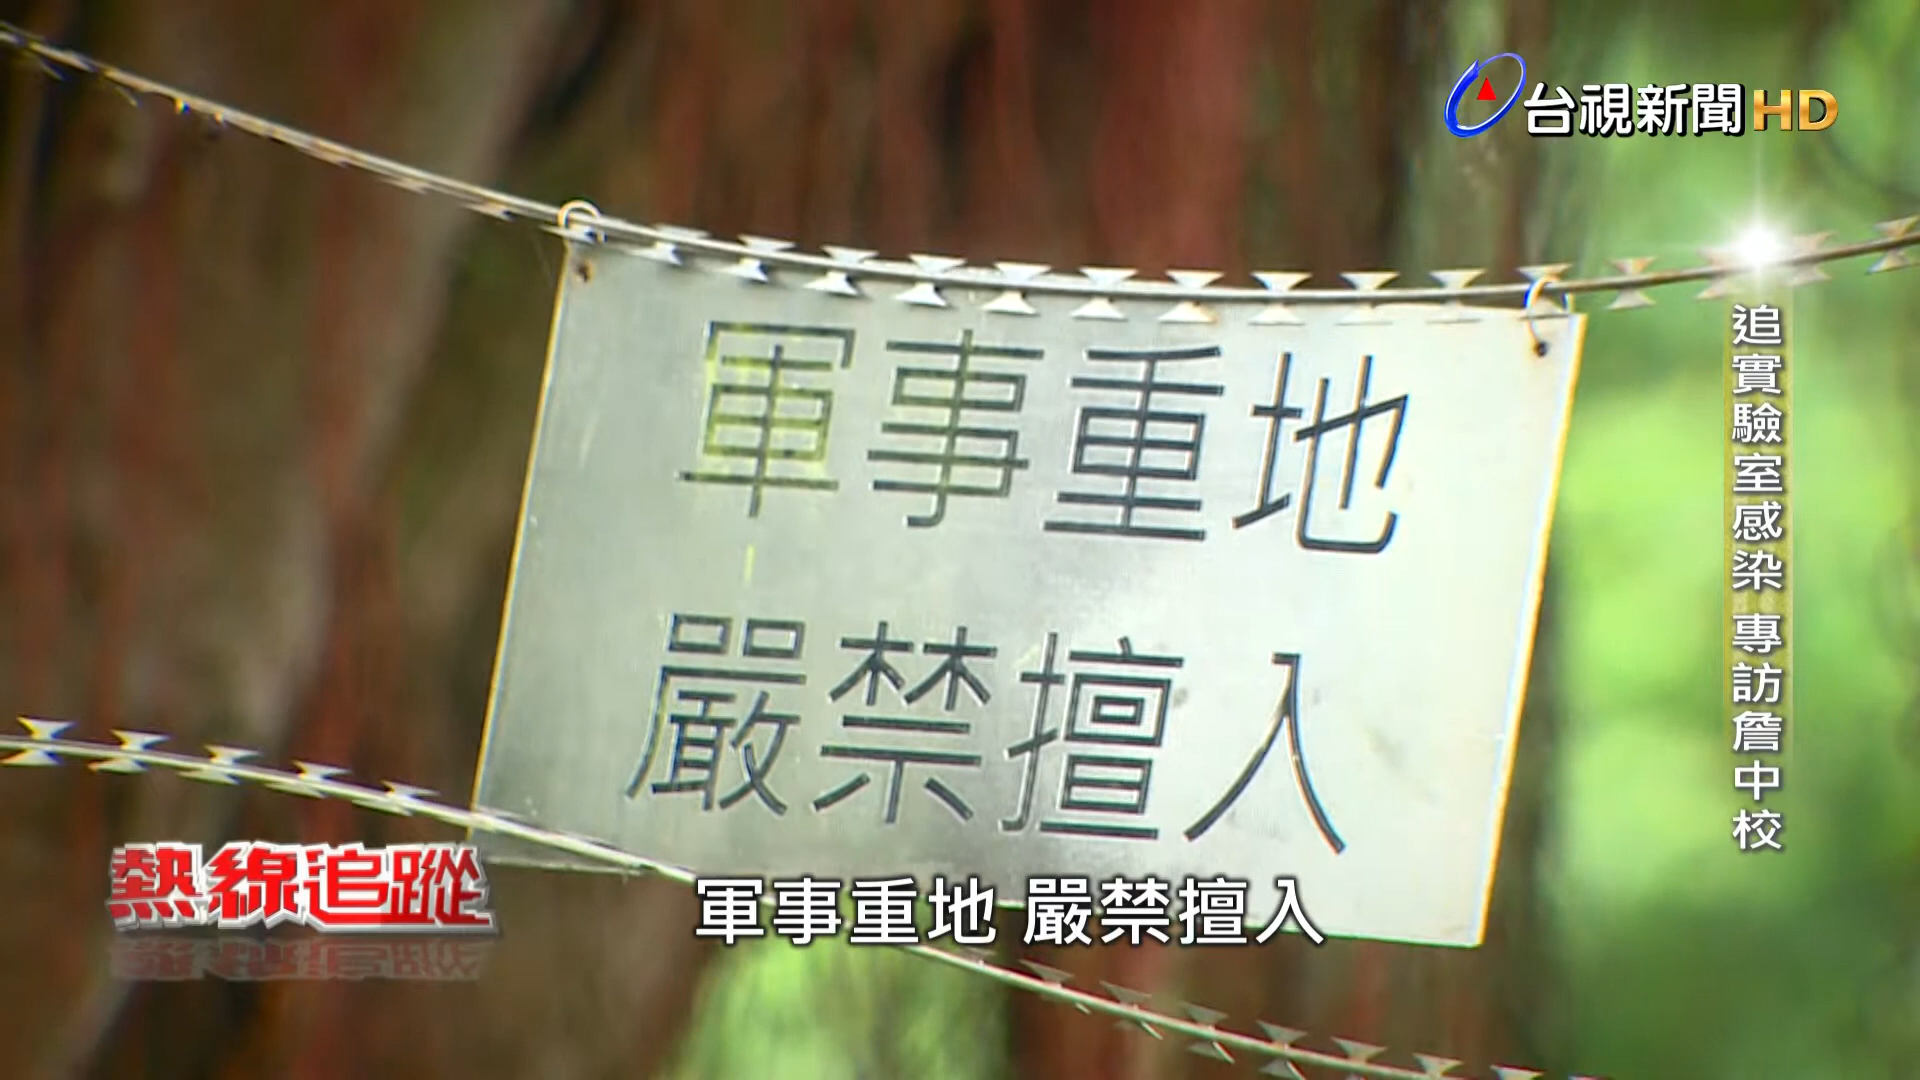 台視新聞HD
軍事重地
嚴禁擅入
追實驗室感染 專訪詹中校
熱線追蹤
軍事重地 嚴禁擅入